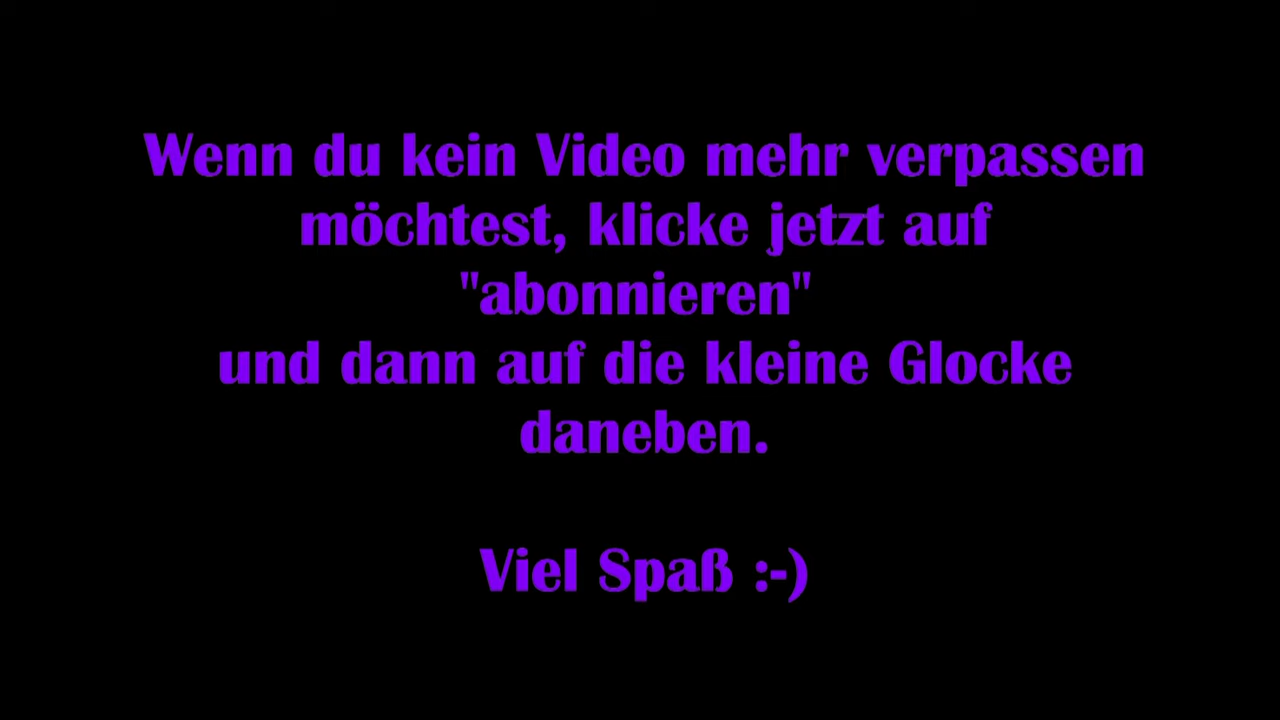 Wenn du kein Video mehr verpassen
möchtest, klicke jetzt auf
"abonnieren"
und dann auf die kleine Glocke
daneben.
Viel Spaß :-)